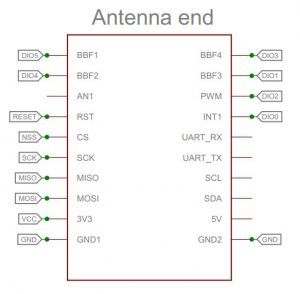 Antenna end
DIO5 BBF1 BBF4 DIO3
DIO4 BBF2 BBF3 DIO1
AN1 PWM DIO2
RESET RST INT1 DIO0
NSS CS UART_RX
SCK SCK UART_TX
MISO MISO SCL
MOSI MOSI SDA
VCC 3V3 5V
GND GND1 GND2 GND